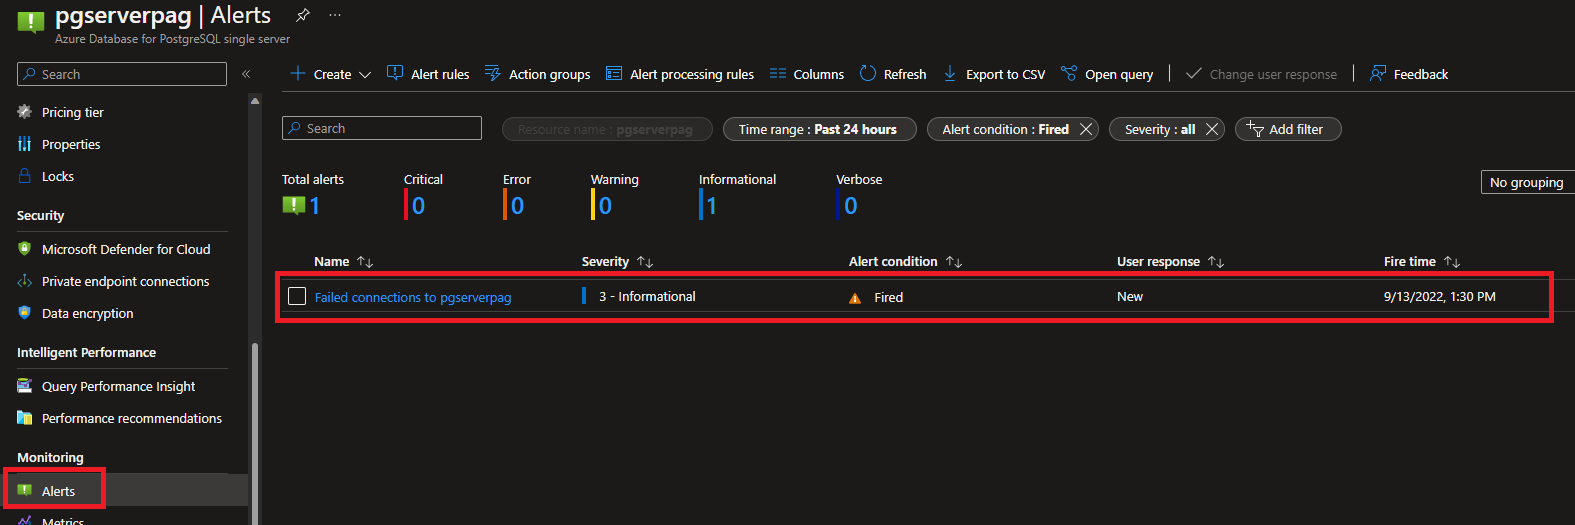 pgserverpag | Alerts
Azure Database for PostgreSQL single server
Search
Pricing tier
Properties
Locks
Security
Microsoft Defender for Cloud
Private endpoint connections
Data encryption
Intelligent Performance
Query Performance Insight
Performance recommendations
Monitoring
Alerts
Metrics
Create Alert rules Action groups Alert processing rules Columns Refresh Export to CSV Open query Change user response Feedback
Search Resource name : pgserverpag Time range : Past 24 hours Alert condition : Fired Severity : all Add filter
Total alerts Critical Error Warning Informational Verbose
1 0 0 0 1 0
No grouping
Name Severity Alert condition User response Fire time
Failed connections to pgserverpag 3 - Informational Fired New 9/13/2022, 1:30 PM